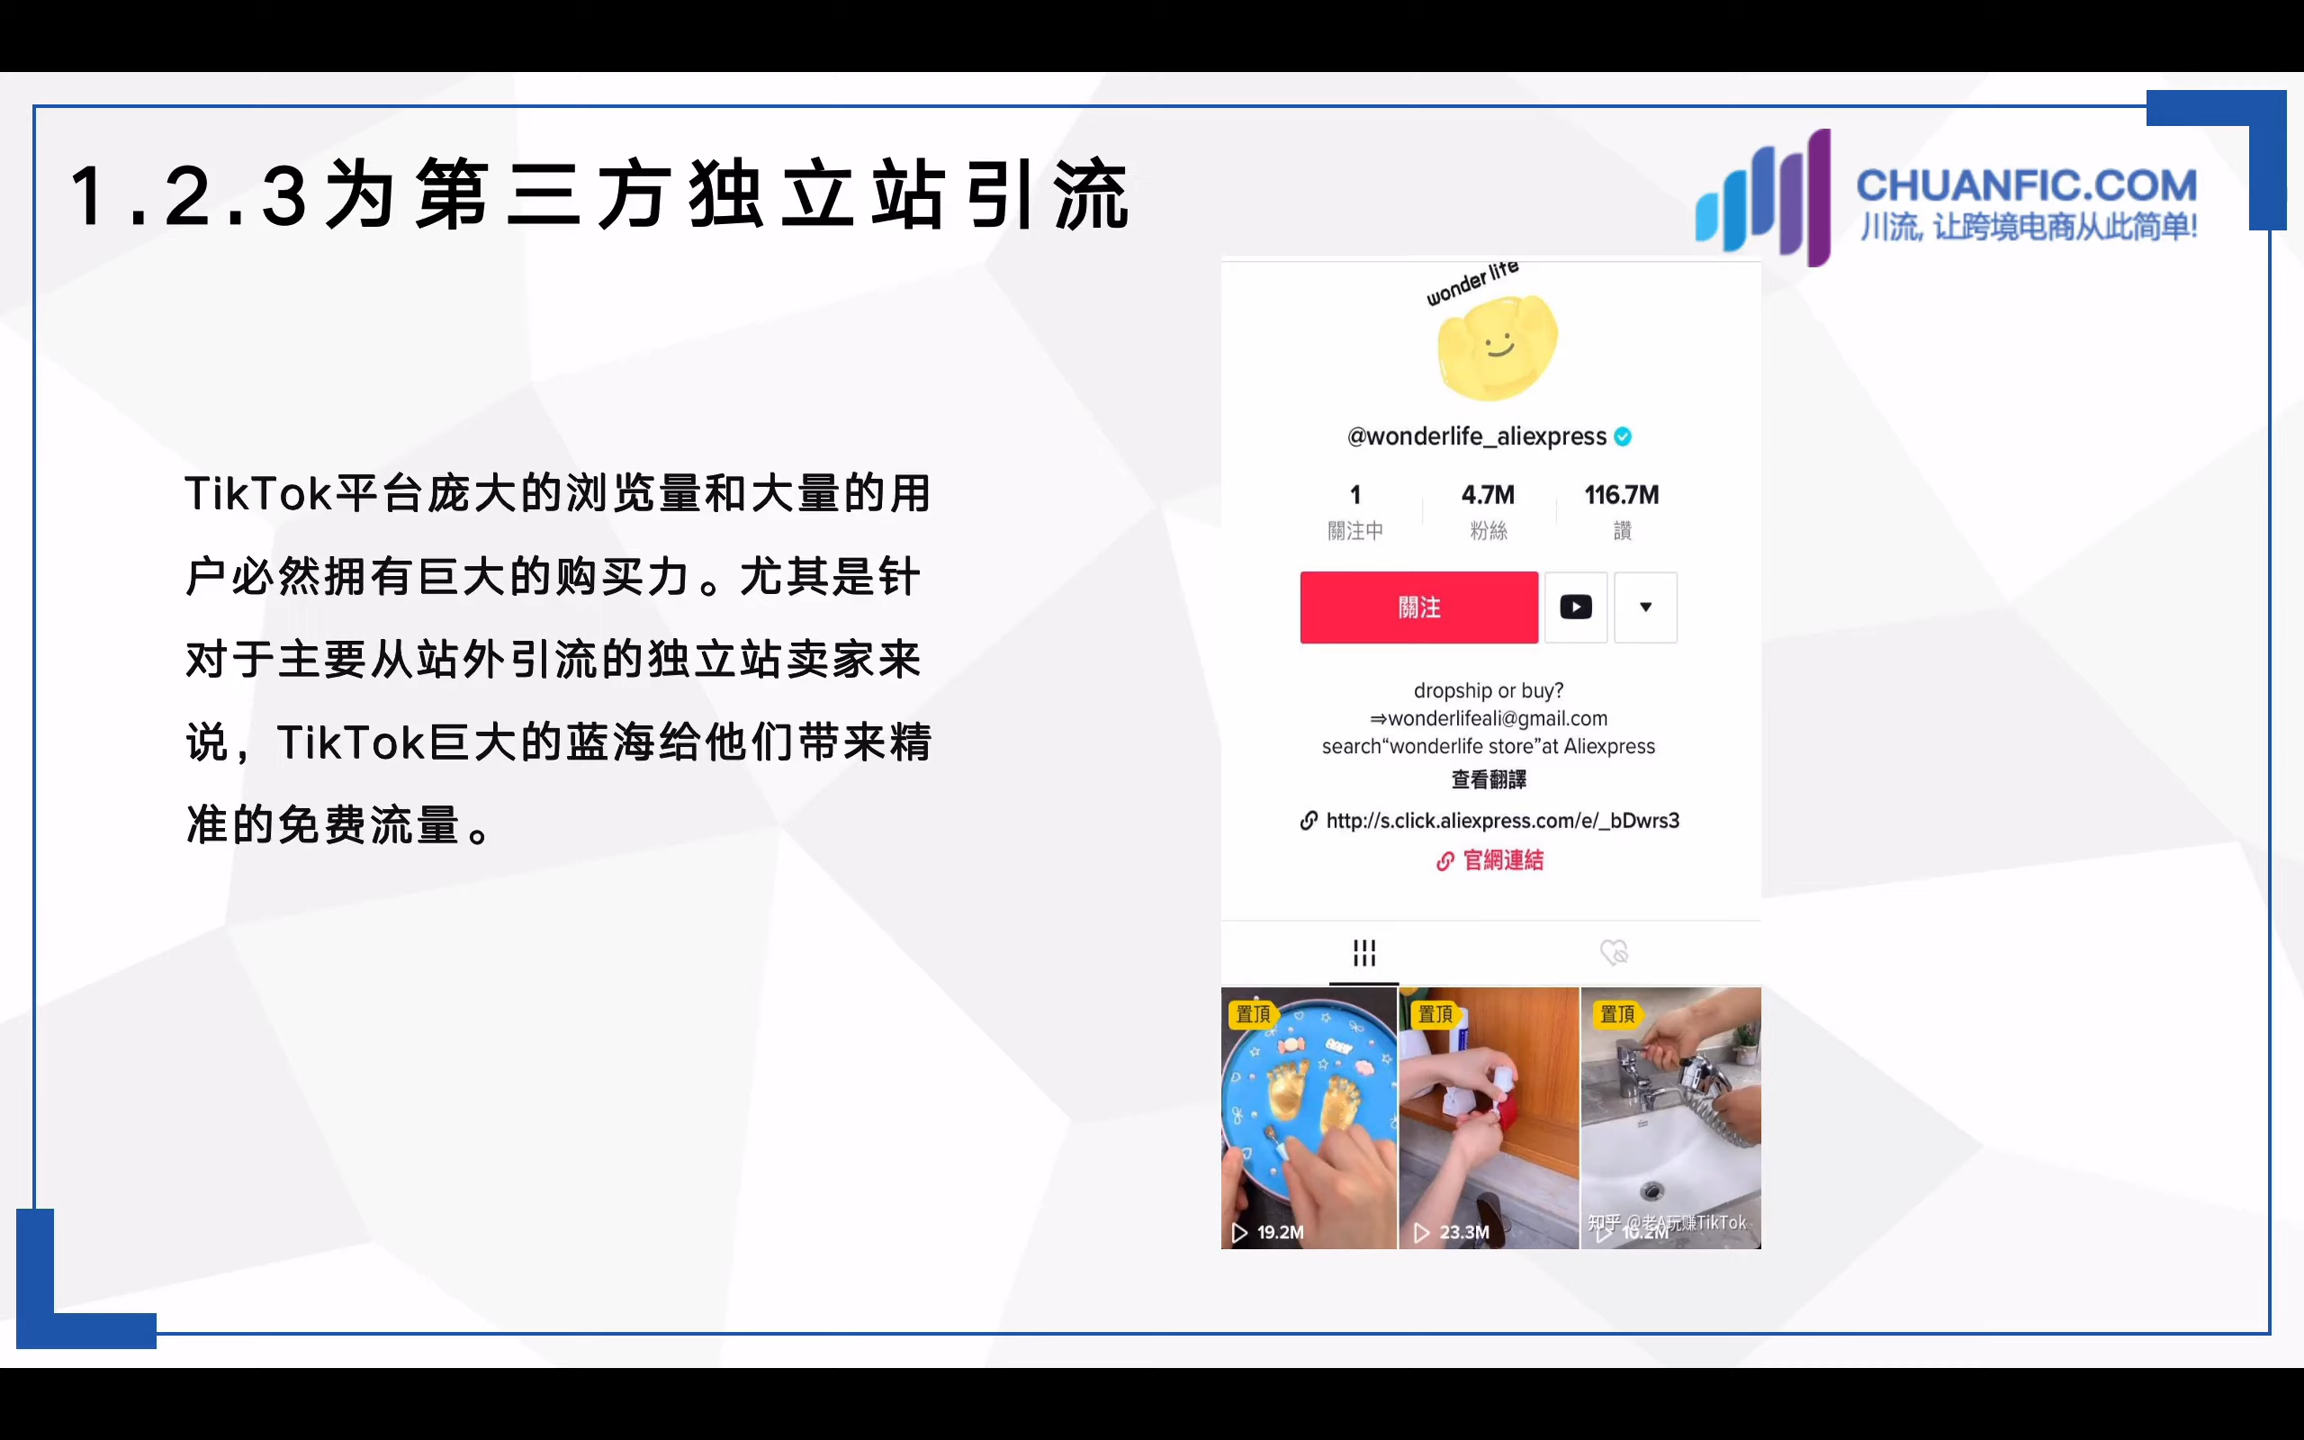 1.2.3为第三方独立站引流
CHUANFIC.COM
川流,让跨境电商从此简单!
TikTok平台庞大的浏览量和大量的用
户必然拥有巨大的购买力。尤其是针
对于主要从站外引流的独立站卖家来
说，TikTok巨大的蓝海给他们带来精
准的免费流量。
wonder life
@wonderlife_aliexpress
1 4.7M 116.7M
關注中 粉絲 讚
關注
dropship or buy?
⇒wonderlifeali@gmail.com
search“wonderlife store”at Aliexpress
查看翻譯
http://s.click.aliexpress.com/e/_bDwrs3
官網連結
置頂 置頂 置頂
知乎 @老A玩赚TikTok
19.2M 23.3M 10.2M